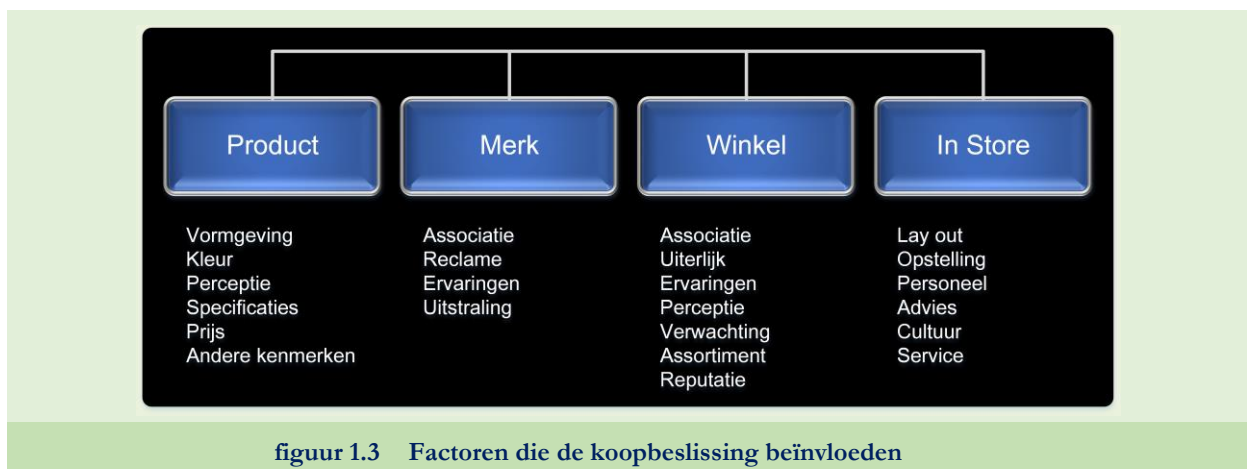 Product
Vormgeving
Kleur
Perceptie
Specificaties
Prijs
Andere kenmerken
Merk
Associatie
Reclame
Ervaringen
Uitstraling
Winkel
Associatie
Uiterlijk
Ervaringen
Perceptie
Verwachting
Assortiment
Reputatie
In Store
Lay out
Opstelling
Personeel
Advies
Cultuur
Service
figuur 1.3 Factoren die de koopbeslissing beïnvloeden